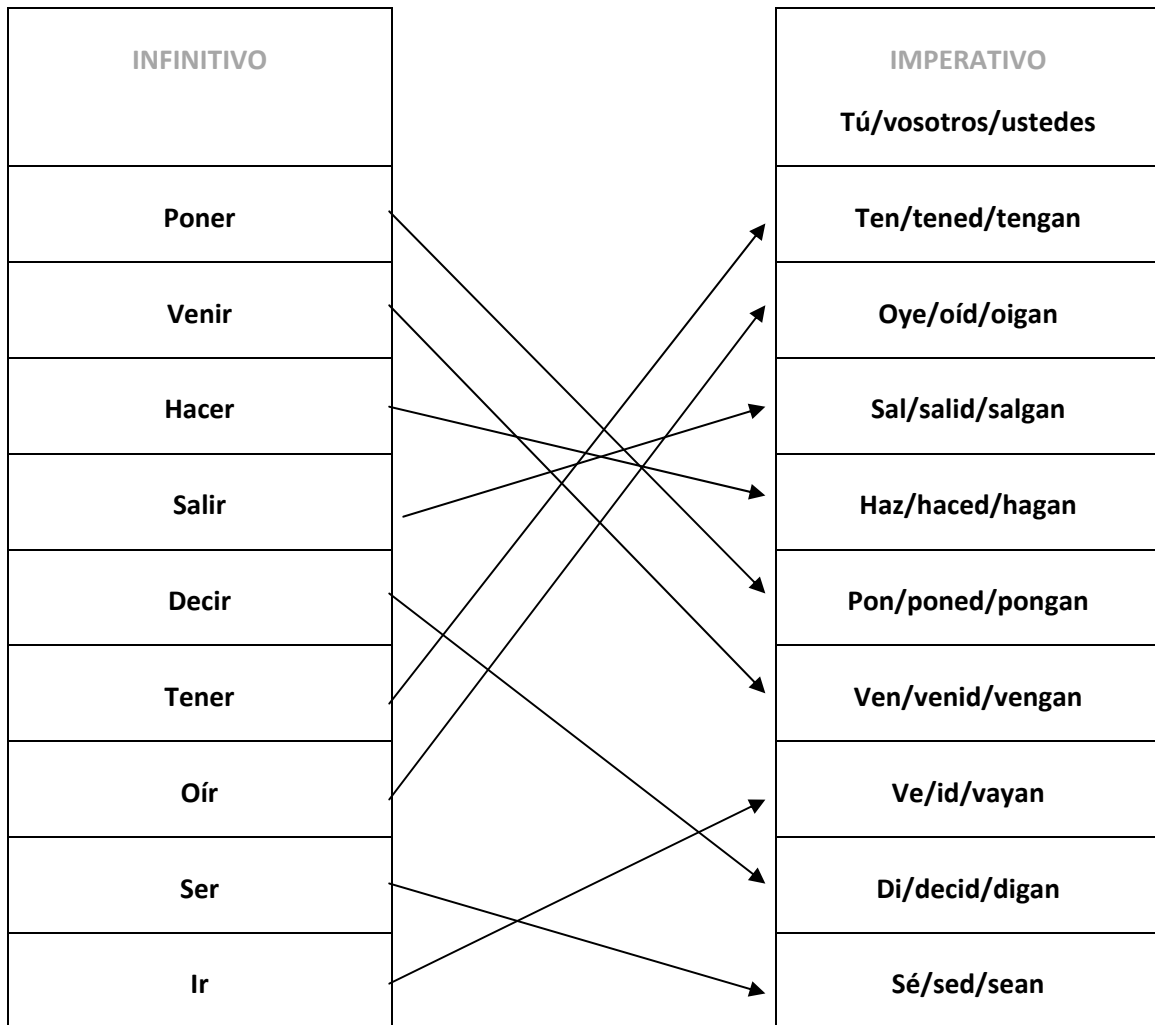 INFINITIVO
IMPERATIVO
Tú/vosotros/ustedes
Poner
Ten/tened/tengan
Venir
Oye/oíd/oigan
Hacer
Sal/salid/salgan
Salir
Haz/haced/hagan
Decir
Pon/poned/pongan
Tener
Ven/venid/vengan
Oír
Ve/id/vayan
Ser
Di/decid/digan
Ir
Sé/sed/sean